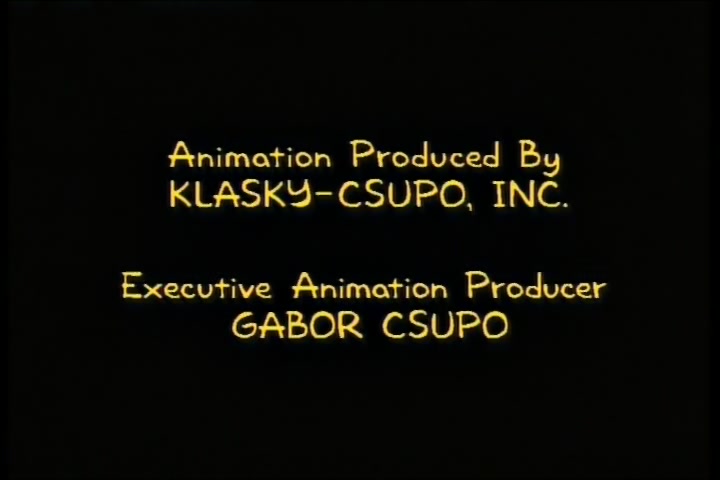 Animation Produced By
KLASKY-CSUPO, INC.
Executive Animation Producer
GABOR CSUPO